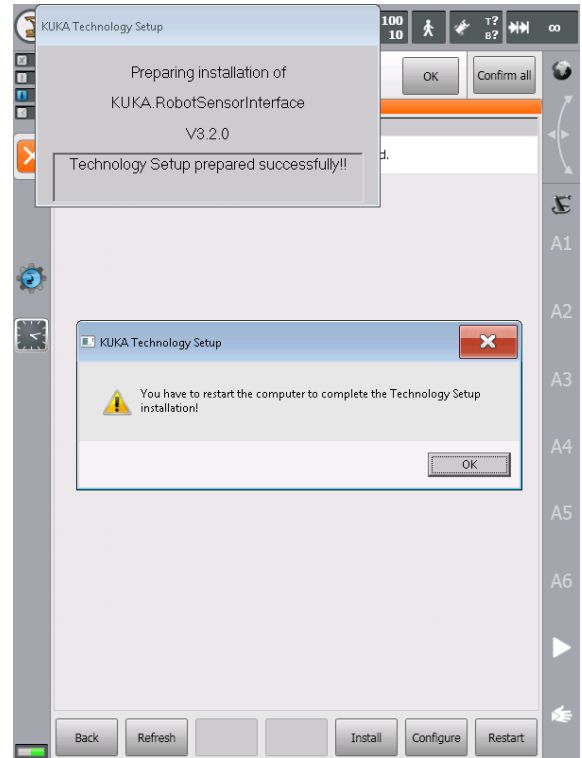 KUKA Technology Setup
100
10
T?
B?
∞
Preparing installation of
KUKA.RobotSensorInterface
V3.2.0
Technology Setup prepared successfully!!
d.
OK
Confirm all
A1
A2
KUKA Technology Setup
You have to restart the computer to complete the Technology Setup
installation!
OK
A3
A4
A5
A6
Back
Refresh
Install
Configure
Restart